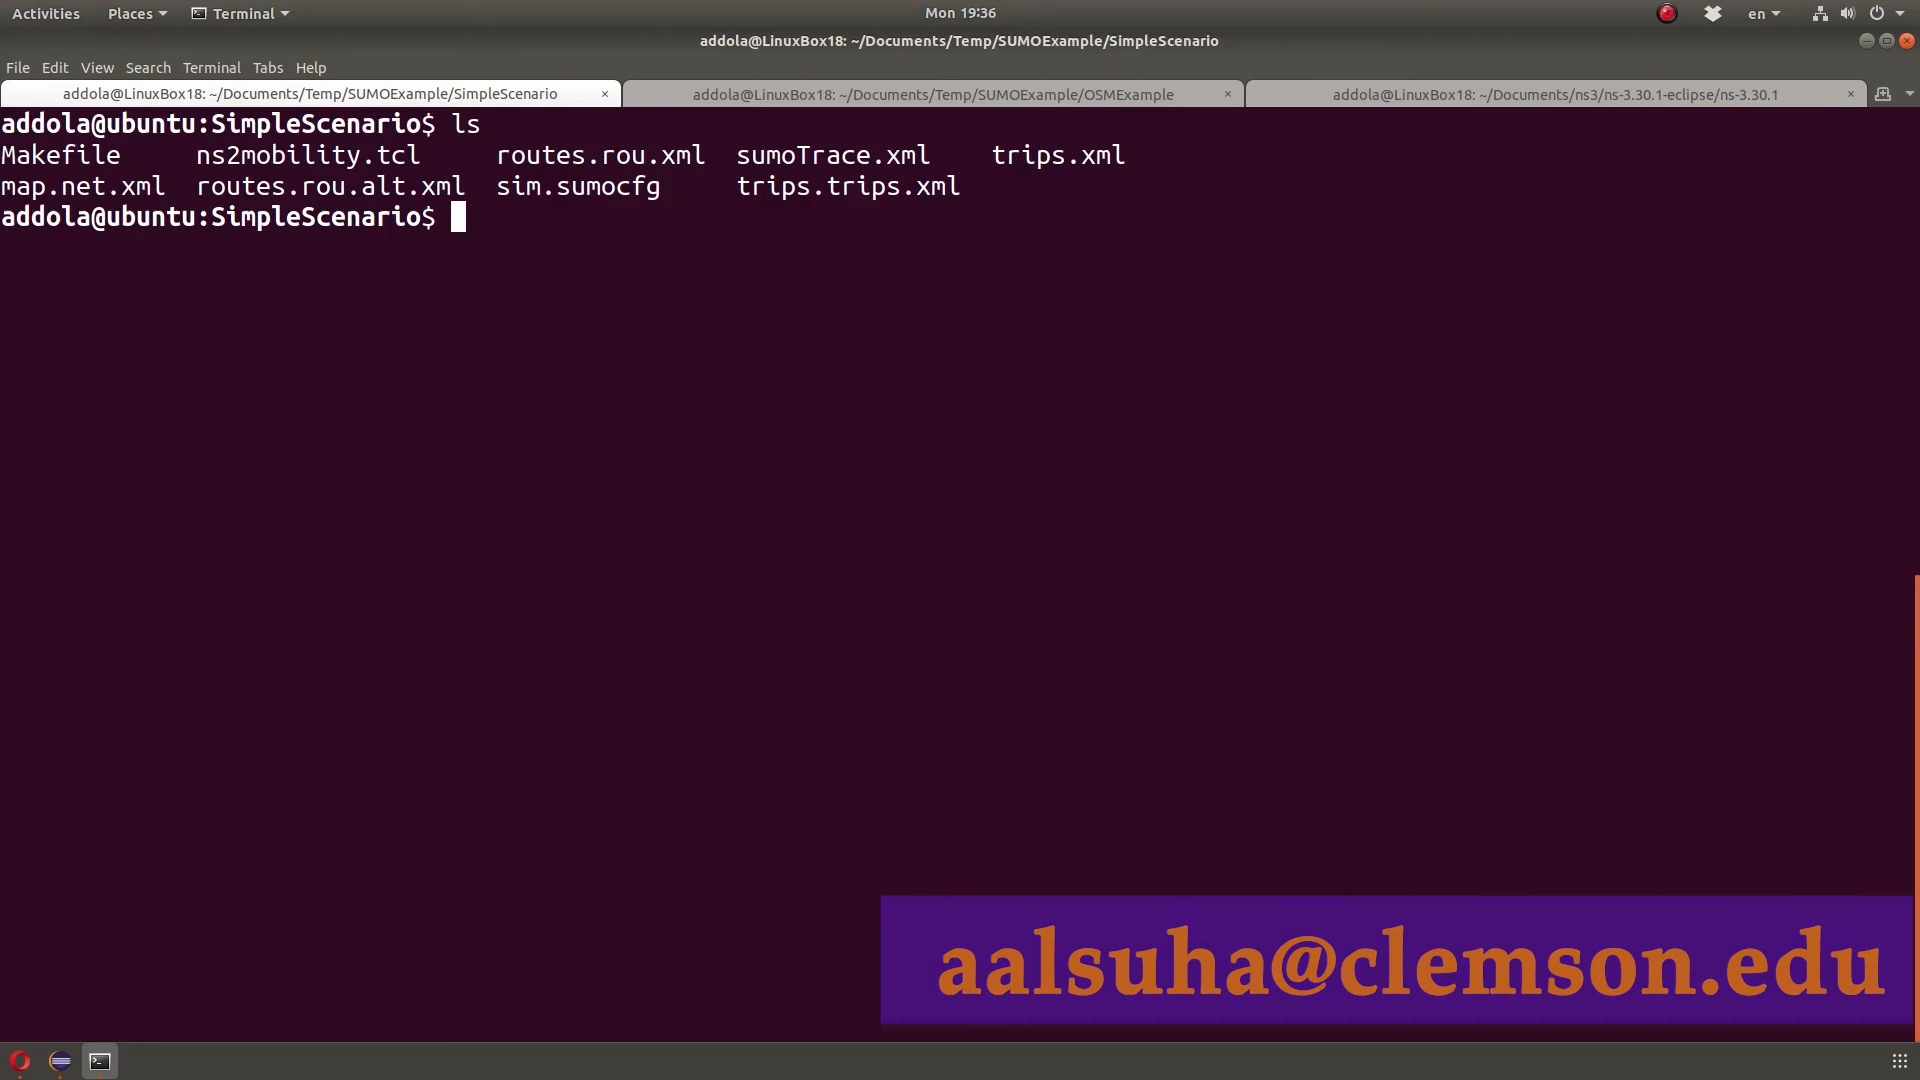 Activities Places Terminal Mon 19:36 en
addola@LinuxBox18: ~/Documents/Temp/SUMOExample/SimpleScenario
File Edit View Search Terminal Tabs Help
addola@LinuxBox18: ~/Documents/Temp/SUMOExample/SimpleScenario × addola@LinuxBox18: ~/Documents/Temp/SUMOExample/OSMExample × addola@LinuxBox18: ~/Documents/ns3/ns-3.30.1-eclipse/ns-3.30.1 ×
addola@ubuntu:SimpleScenario$ ls
Makefile ns2mobility.tcl routes.rou.xml sumoTrace.xml trips.xml
map.net.xml routes.rou.alt.xml sim.sumocfg trips.trips.xml
addola@ubuntu:SimpleScenario$
aalsuha@clemson.edu